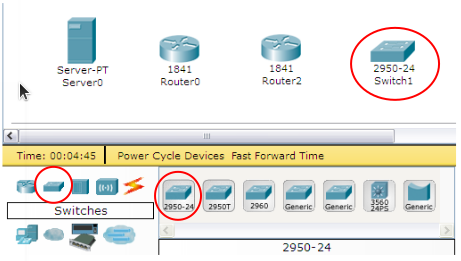 Server-PT
Server0
1841
Router0
1841
Router2
2950-24
Switch1
Time: 00:04:45 Power Cycle Devices Fast Forward Time
2950-24 2950T 2960 Generic Generic 3560 24PS Generic
Switches
2950-24